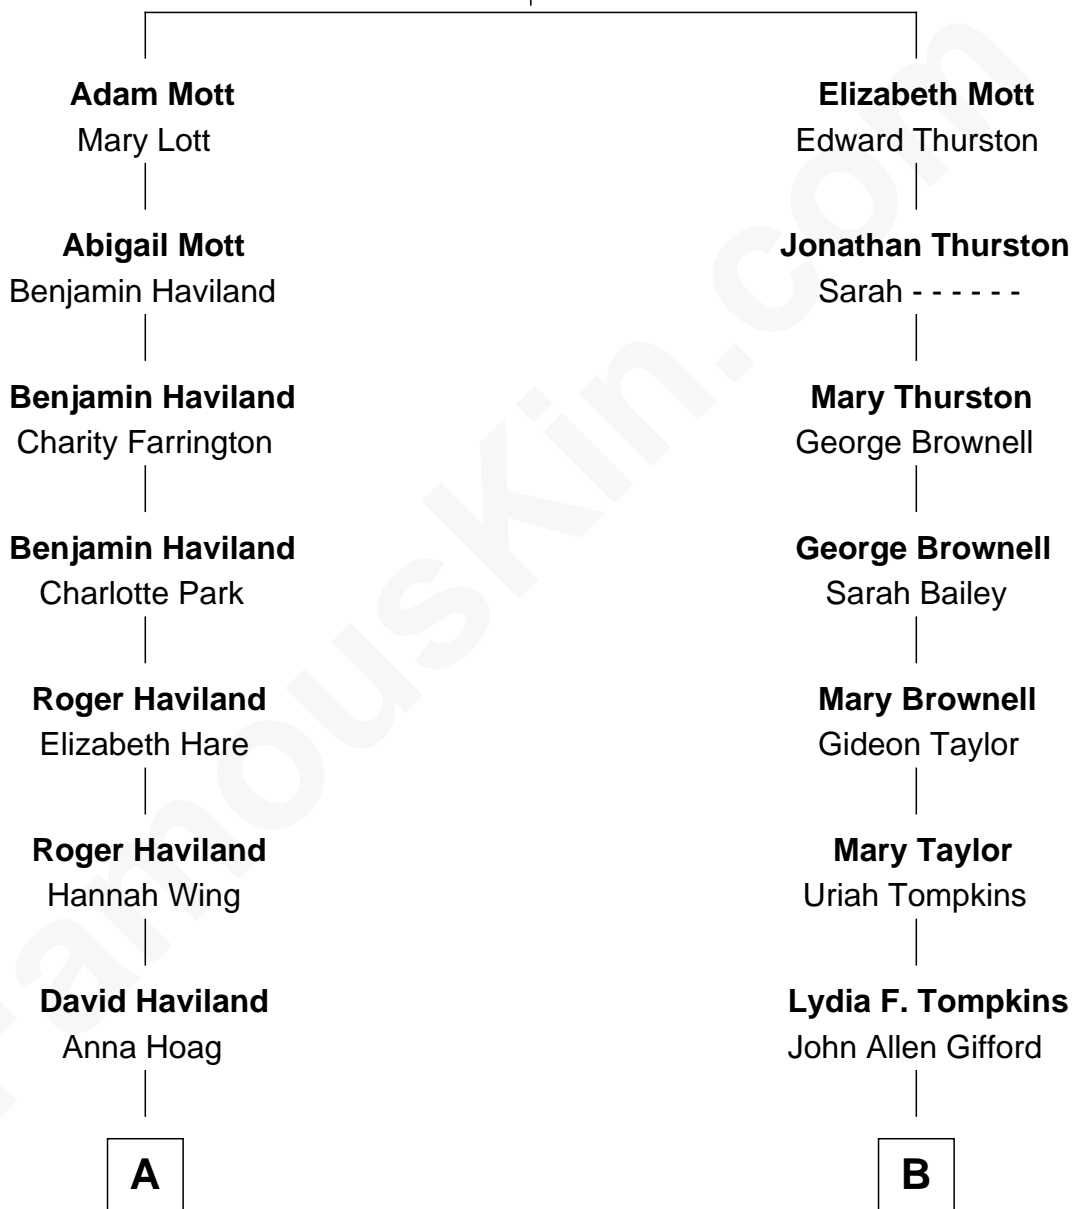 Adam Mott
Mary Lott
Abigail Mott
Benjamin Haviland
Benjamin Haviland
Charity Farrington
Benjamin Haviland
Charlotte Park
Roger Haviland
Elizabeth Hare
Roger Haviland
Hannah Wing
David Haviland
Anna Hoag
A
Elizabeth Mott
Edward Thurston
Jonathan Thurston
Sarah - - - - - -
Mary Thurston
George Brownell
George Brownell
Sarah Bailey
Mary Brownell
Gideon Taylor
Mary Taylor
Uriah Tompkins
Lydia F. Tompkins
John Allen Gifford
B
FamousKin.com